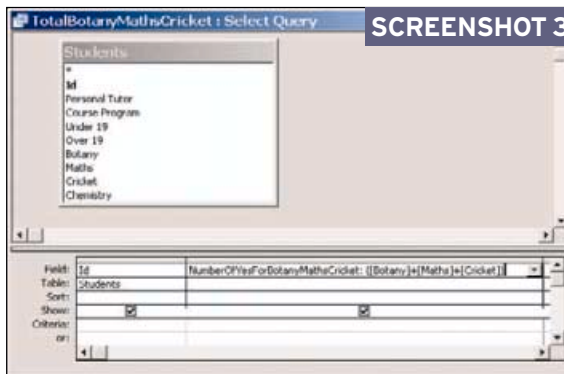 TotalBotanyMathsCricket : Select Query
SCREENSHOT 3
Students
*
Id
Personal Tutor
Course Program
Under 19
Over 19
Botany
Maths
Cricket
Chemistry
Field: Id NumberOfYesForBotanyMathsCricket: ([Botany]+[Maths]+[Cricket])
Table: Students
Sort:
Show:
Criteria:
or: